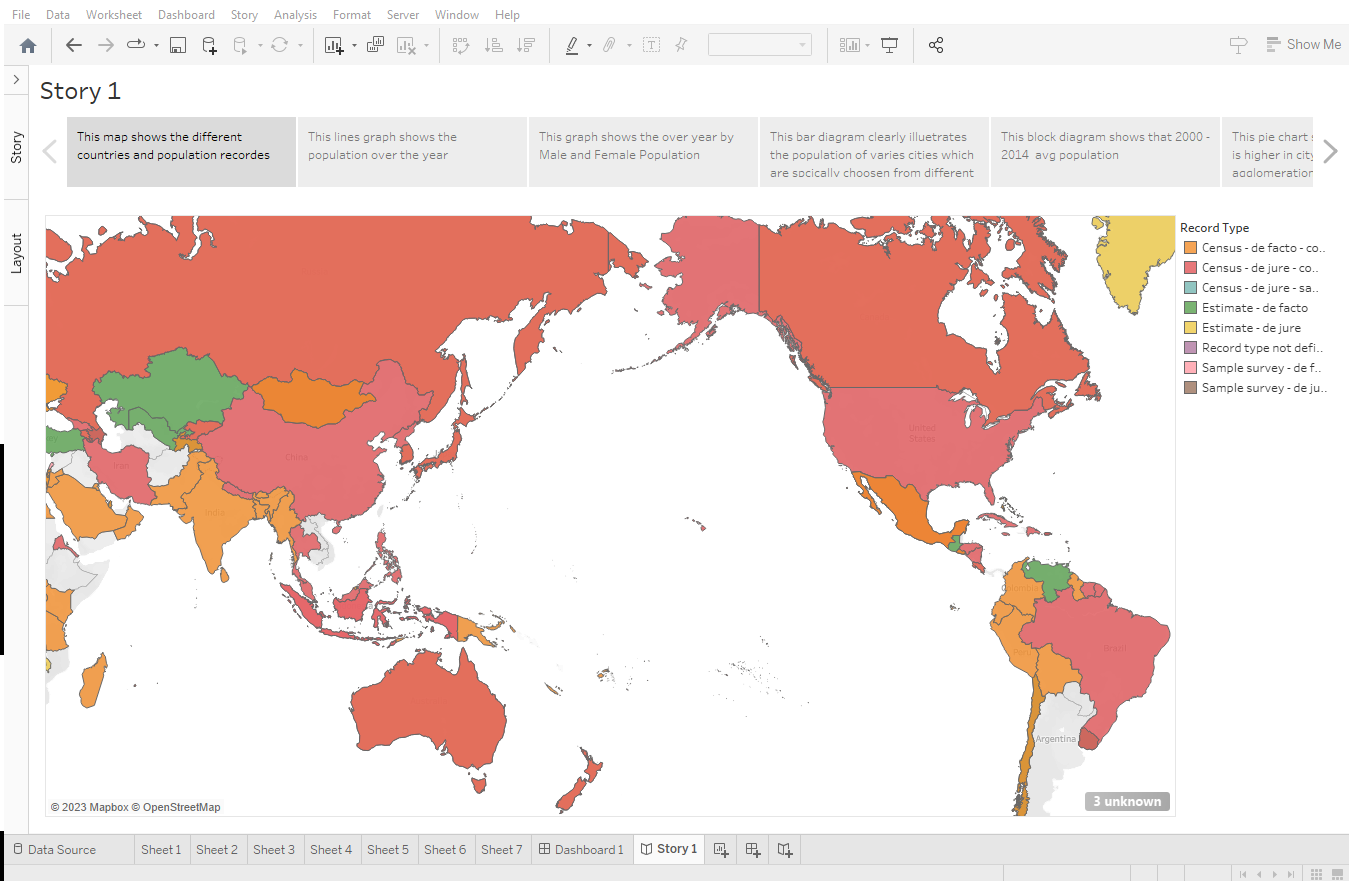 File Data Worksheet Dashboard Story Analysis Format Server Window Help
Show Me
Story
Layout
Story 1
This map shows the different
countries and population recordes
This lines graph shows the
population over the year
This graph shows the over year by
Male and Female Population
This bar diagram clearly illuetrates
the population of varies cities which
are spcically choosen from different
This block diagram shows that 2000 -
2014 avg population
This pie chart s
is higher in city
agglomeration
Record Type
Census - de facto - co..
Census - de jure - co..
Census - de jure - sa..
Estimate - de facto
Estimate - de jure
Record type not defi..
Sample survey - de f..
Sample survey - de ju..
United
States
China
Iran
India
Colombia
Peru
Brazil
Argentina
© 2023 Mapbox © OpenStreetMap
3 unknown
Data Source Sheet 1 Sheet 2 Sheet 3 Sheet 4 Sheet 5 Sheet 6 Sheet 7 Dashboard 1 Story 1